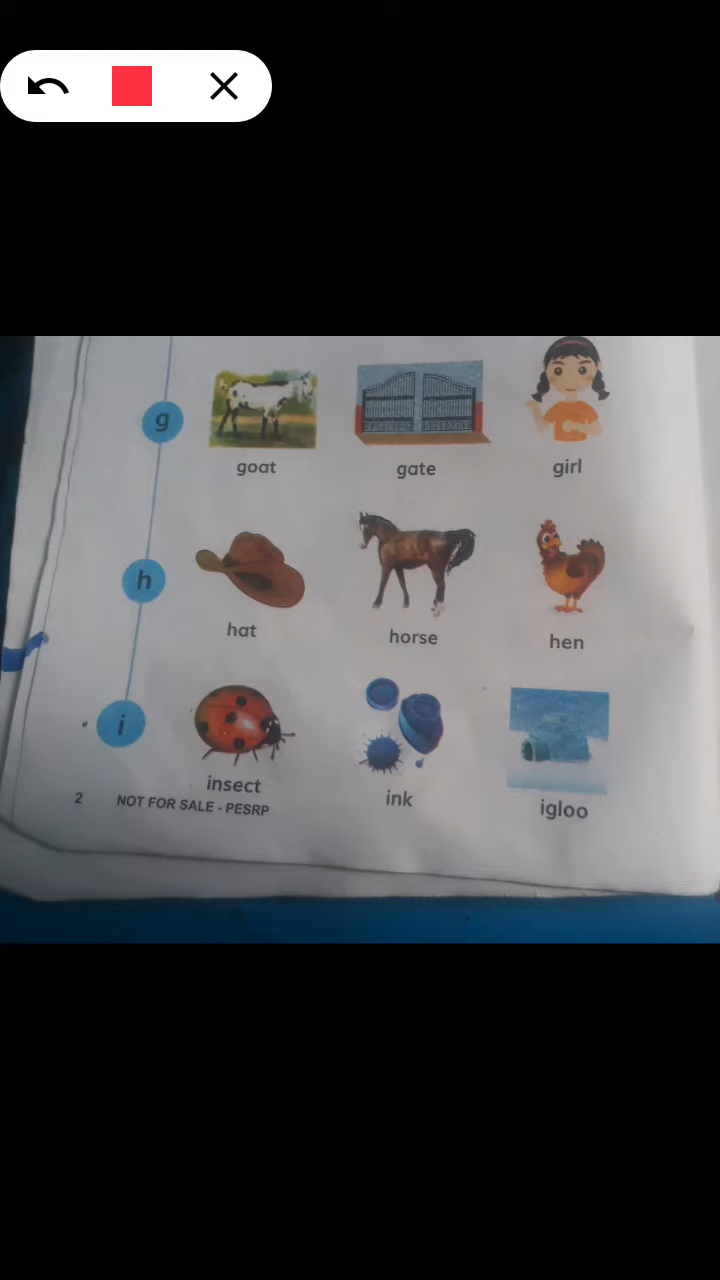 g
goat gate girl
h
hat horse hen
i
insect ink igloo
2 NOT FOR SALE - PESRP